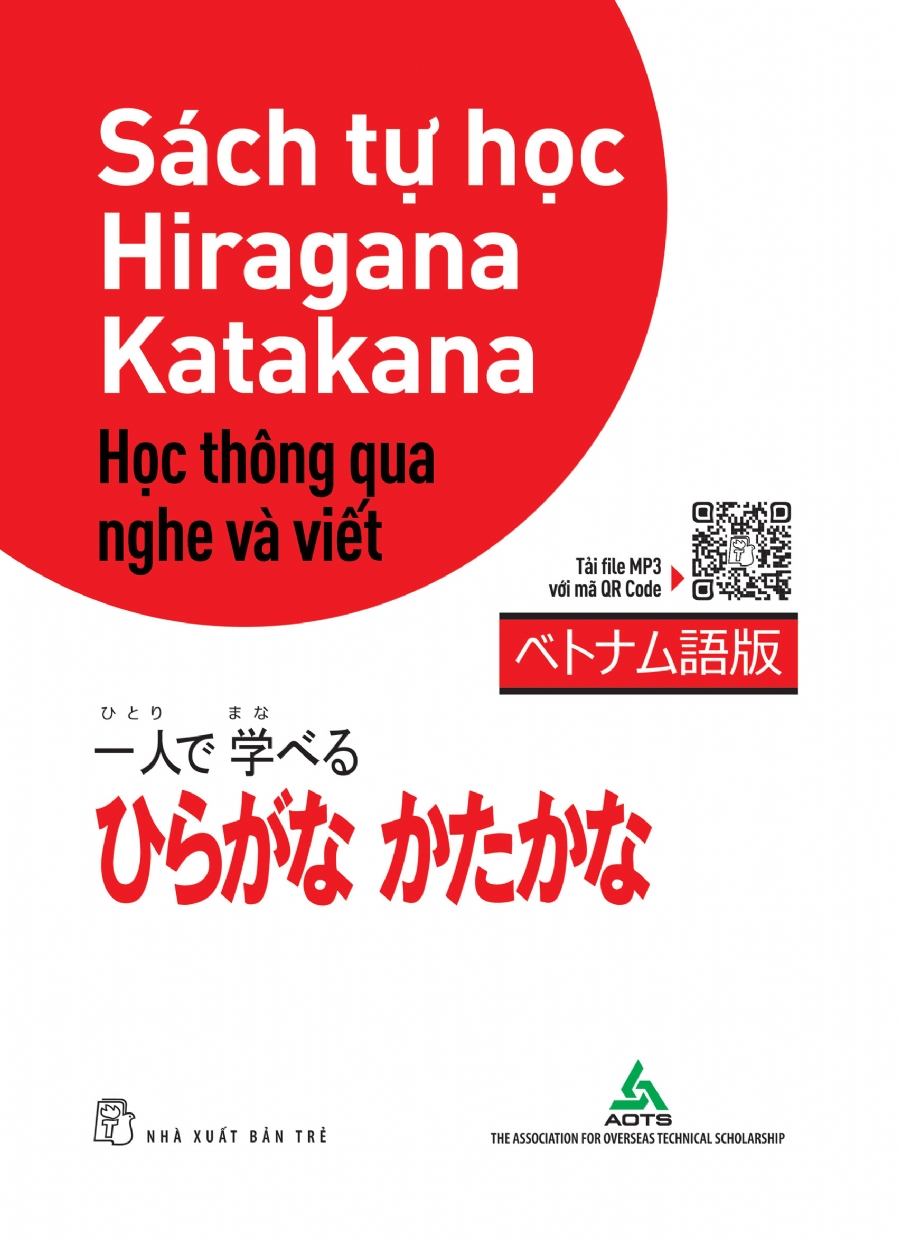 Sách tự học
Hiragana
Katakana
Học thông qua
nghe và viết
Tải file MP3
với mã QR Code
ベトナム語版
ひとり まな
一人で 学べる
ひらがな かたかな
NHÀ XUẤT BẢN TRẺ
AOTS
THE ASSOCIATION FOR OVERSEAS TECHNICAL SCHOLARSHIP